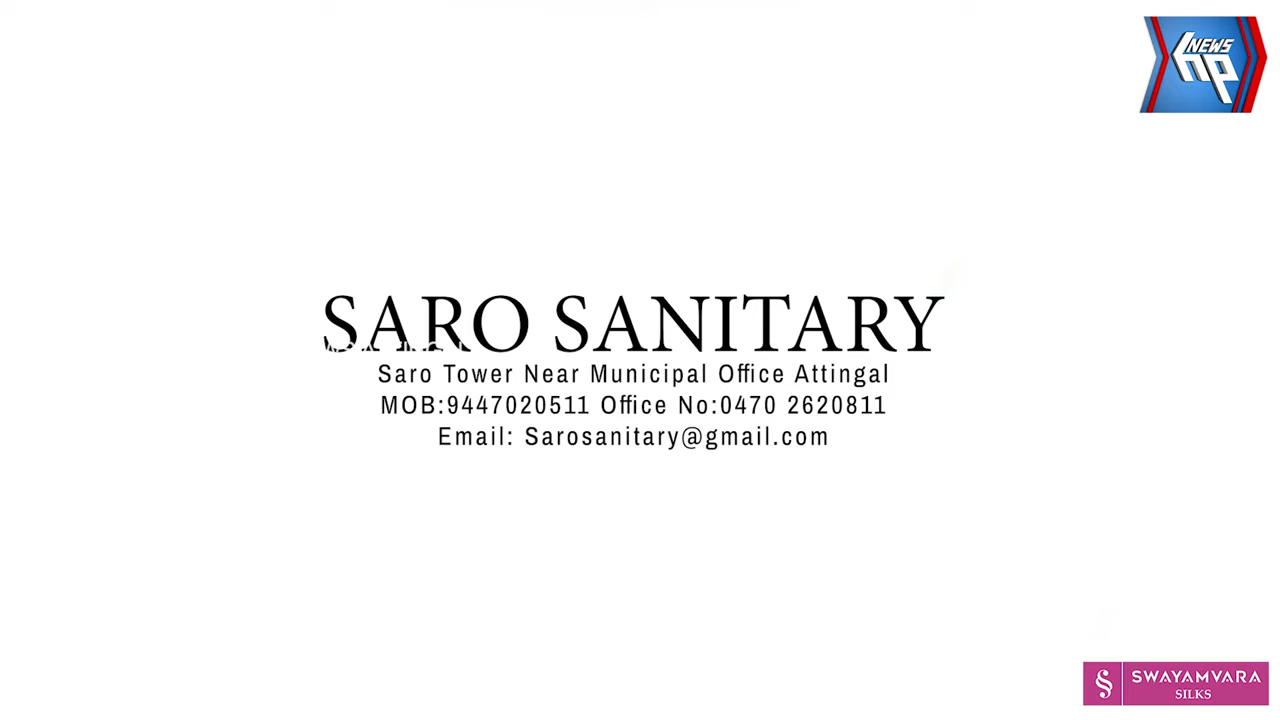 NEWS
hp
SARO SANITARY
Saro Tower Near Municipal Office Attingal
MOB:9447020511 Office No:0470 2620811
Email: Sarosanitary@gmail.com
SWAYAMVARA
SILKS